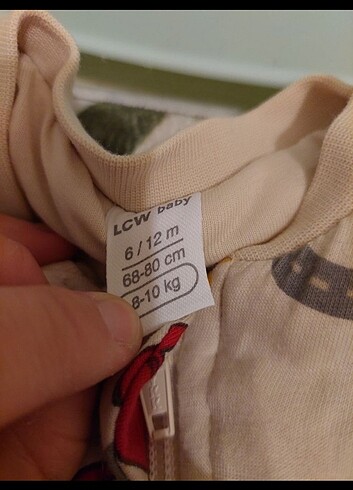 LCW baby
6 / 12 m
68-80 cm
8-10 kg